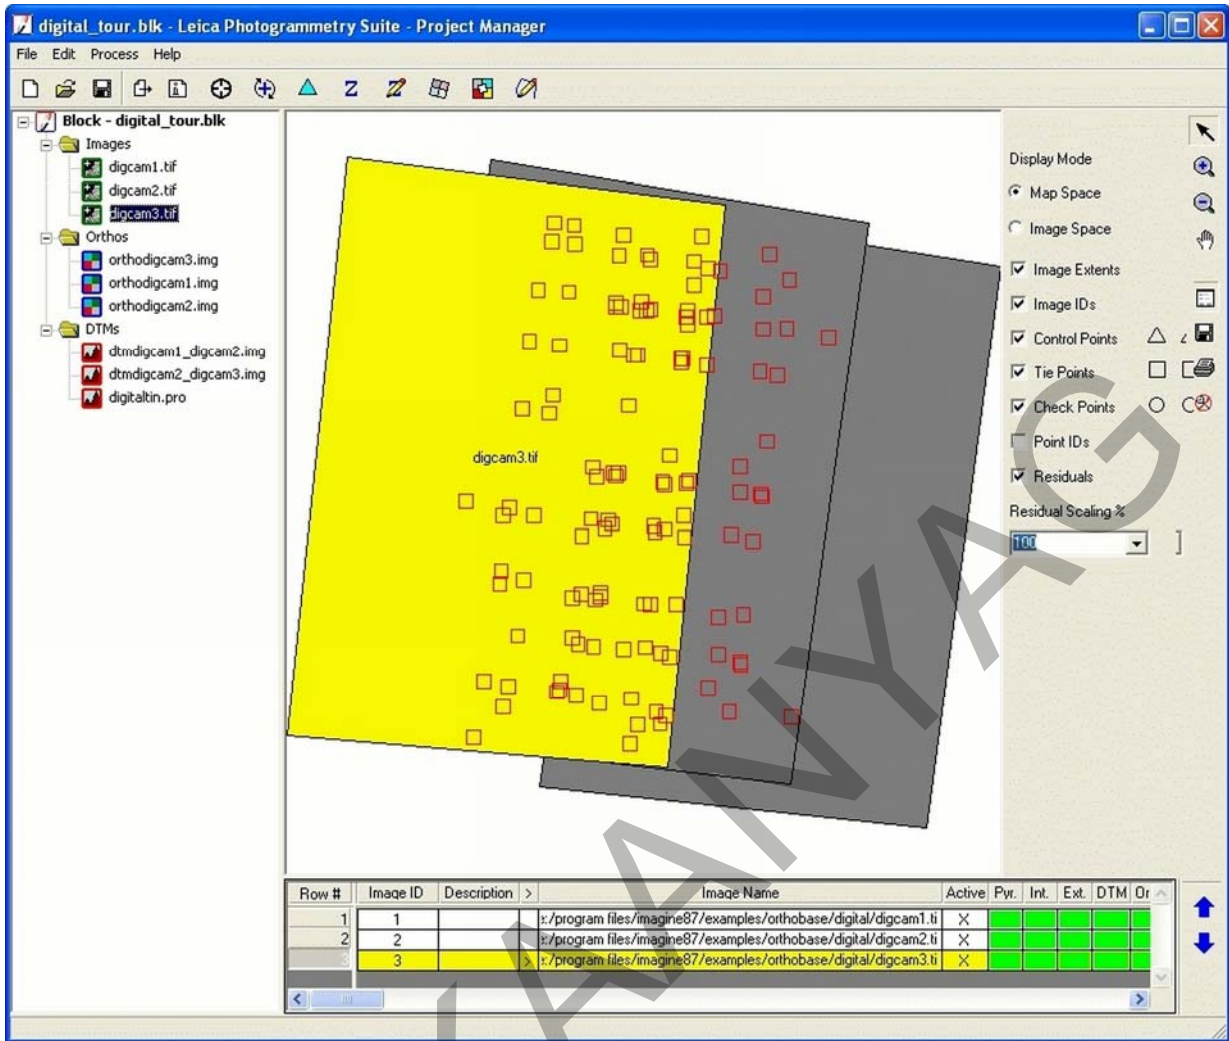 digital_tour.blk - Leica Photogrammetry Suite - Project Manager
File Edit Process Help
Block - digital_tour.blk
Images
digcam1.tif
digcam2.tif
digcam3.tif
Orthos
orthodigcam3.img
orthodigcam1.img
orthodigcam2.img
DTMs
dtmdigcam1_digcam2.img
dtmdigcam2_digcam3.img
digitaltin.pro
digcam3.tif
Display Mode
Map Space
Image Space
Image Extents
Image IDs
Control Points
Tie Points
Check Points
Point IDs
Residuals
Residual Scaling %
100
Row # Image ID Description > Image Name Active Pyr. Int. Ext. DTM Or
1 1 :/program files/imagine87/examples/orthobase/digital/digcam1.ti X
2 2 :/program files/imagine87/examples/orthobase/digital/digcam2.ti X
3 3 > :/program files/imagine87/examples/orthobase/digital/digcam3.ti X